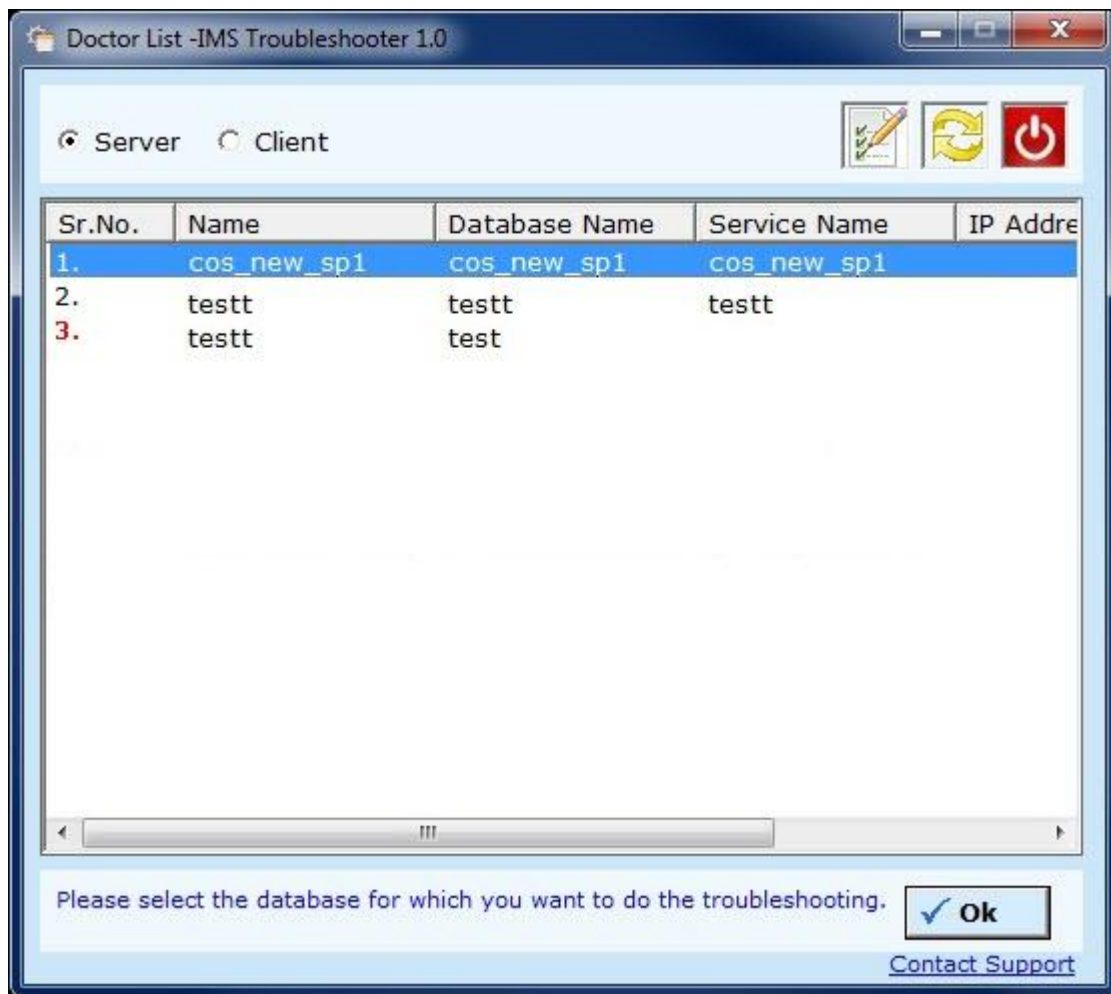 Doctor List -IMS Troubleshooter 1.0
Server Client
Sr.No. Name Database Name Service Name IP Addre
1. cos_new_sp1 cos_new_sp1 cos_new_sp1
2. testt testt testt
3. testt test
Please select the database for which you want to do the troubleshooting.
Ok
Contact Support